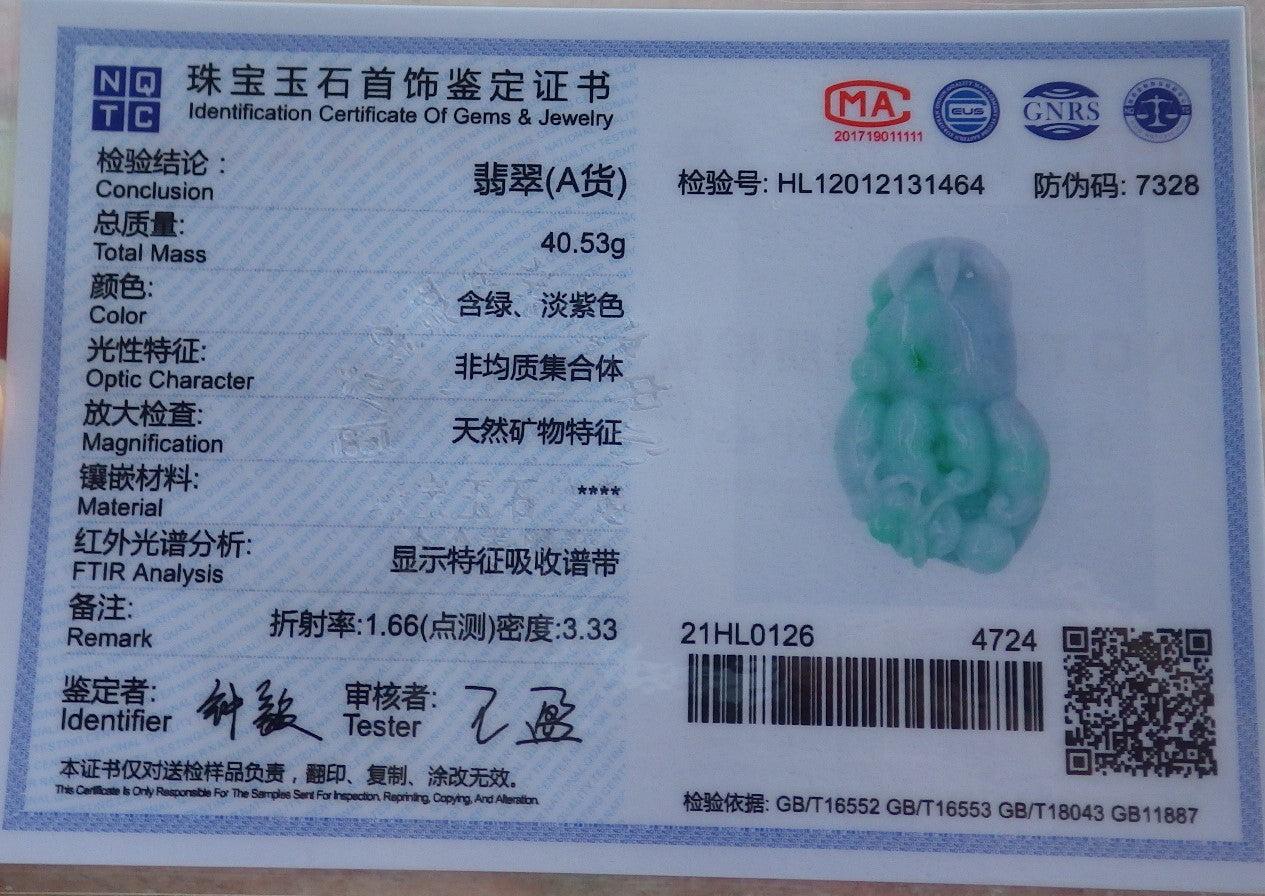 NQTC
珠宝玉石首饰鉴定证书
Identification Certificate Of Gems & Jewelry
MA
201719011111
EUS
GNRS
检验结论：
Conclusion
翡翠(A货)
总质量:
Total Mass
40.53g
颜色:
Color
含绿、淡紫色
光性特征:
Optic Character
非均质集合体
放大检查:
Magnification
天然矿物特征
镶嵌材料:
Material
****
红外光谱分析:
FTIR Analysis
显示特征吸收谱带
备注:
Remark
折射率:1.66(点测)密度:3.33
鉴定者:
Identifier
审核者:
Tester
本证书仅对送检样品负责，翻印、复制、涂改无效。
This Certificate Is Only Responsible For The Samples Sent For Inspection, Reprinting, Copying, And Alteration.
检验号: HL12012131464 防伪码: 7328
21HL0126 4724
检验依据: GB/T16552 GB/T16553 GB/T18043 GB11887